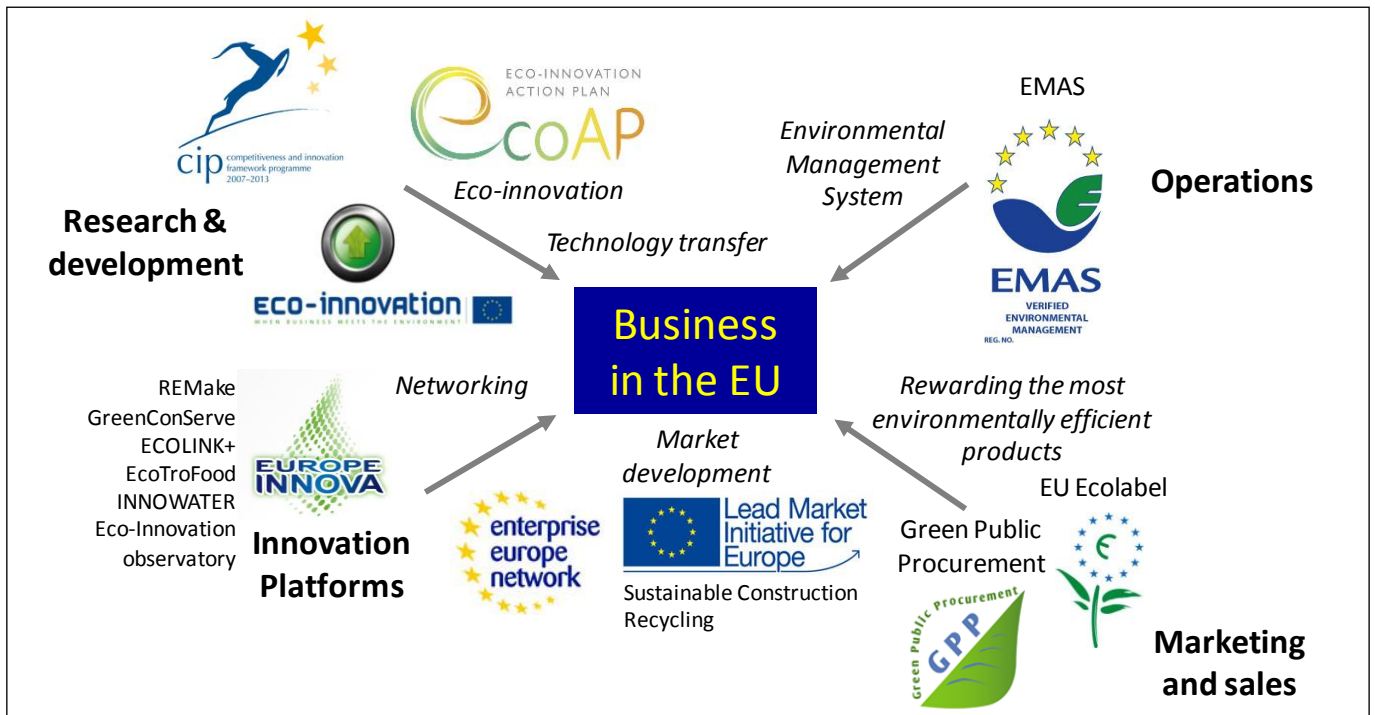 ECO-INNOVATION
ACTION PLAN
ecoAP
cip
competitiveness and innovation
framework programme
2007–2013
Eco-innovation
Research &
development
Technology transfer
ECO-INNOVATION
WHEN BUSINESS MEETS THE ENVIRONMENT
EMAS
Environmental
Management
System
Operations
EMAS
VERIFIED
ENVIRONMENTAL
MANAGEMENT
REG. NO.
Business
in the EU
REMake
GreenConServe
ECOLINK+
EcoTroFood
INNOWATER
Eco-Innovation
observatory
EUROPE
INNOVA
Networking
Innovation
Platforms
Market
development
enterprise
europe
network
Lead Market
Initiative for
Europe
Sustainable Construction
Recycling
Rewarding the most
environmentally efficient
products
EU Ecolabel
Green Public
Procurement
Green Public Procurement
GPP
€
Marketing
and sales